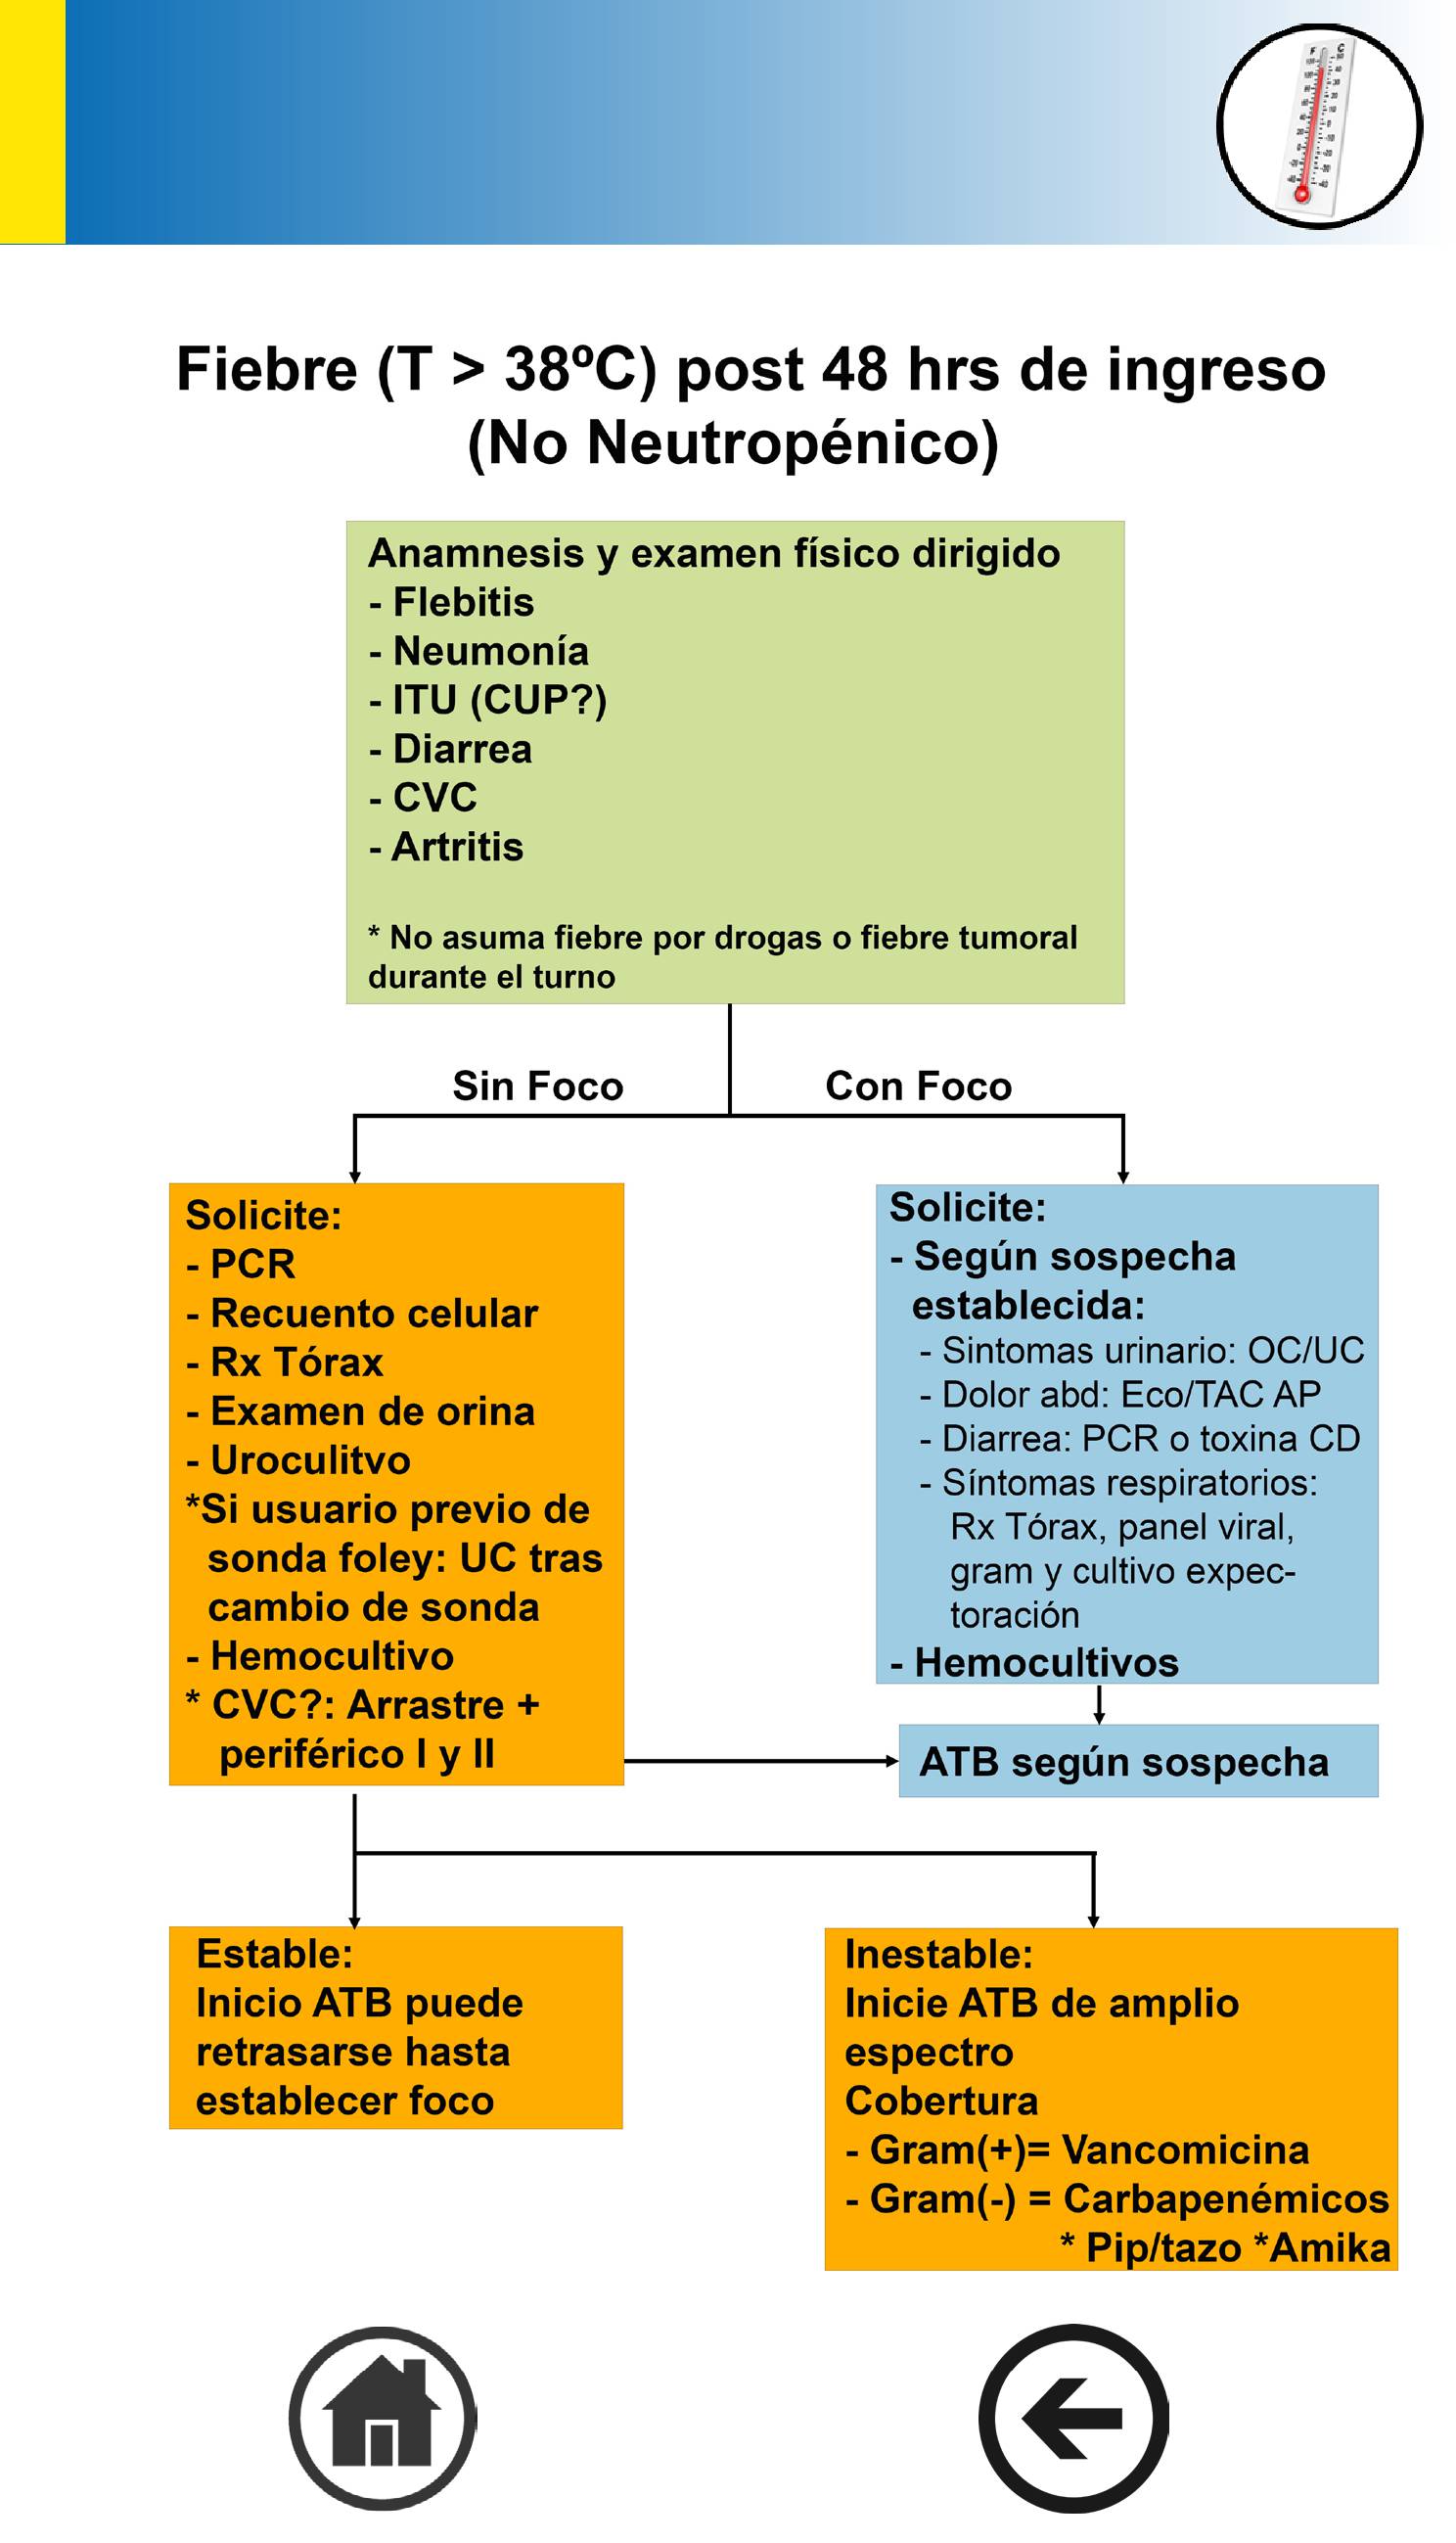 Fiebre (T > 38ºC) post 48 hrs de ingreso
(No Neutropénico)
Anamnesis y examen físico dirigido
- Flebitis
- Neumonía
- ITU (CUP?)
- Diarrea
- CVC
- Artritis
* No asuma fiebre por drogas o fiebre tumoral
durante el turno
Sin Foco
Con Foco
Solicite:
- PCR
- Recuento celular
- Rx Tórax
- Examen de orina
- Uroculitvo
*Si usuario previo de
sonda foley: UC tras
cambio de sonda
- Hemocultivo
* CVC?: Arrastre +
periférico I y II
Solicite:
- Según sospecha
establecida:
- Sintomas urinario: OC/UC
- Dolor abd: Eco/TAC AP
- Diarrea: PCR o toxina CD
- Síntomas respiratorios:
Rx Tórax, panel viral,
gram y cultivo expec-
toración
- Hemocultivos
ATB según sospecha
Estable:
Inicio ATB puede
retrasarse hasta
establecer foco
Inestable:
Inicie ATB de amplio
espectro
Cobertura
- Gram(+)= Vancomicina
- Gram(-) = Carbapenémicos
* Pip/tazo *Amika